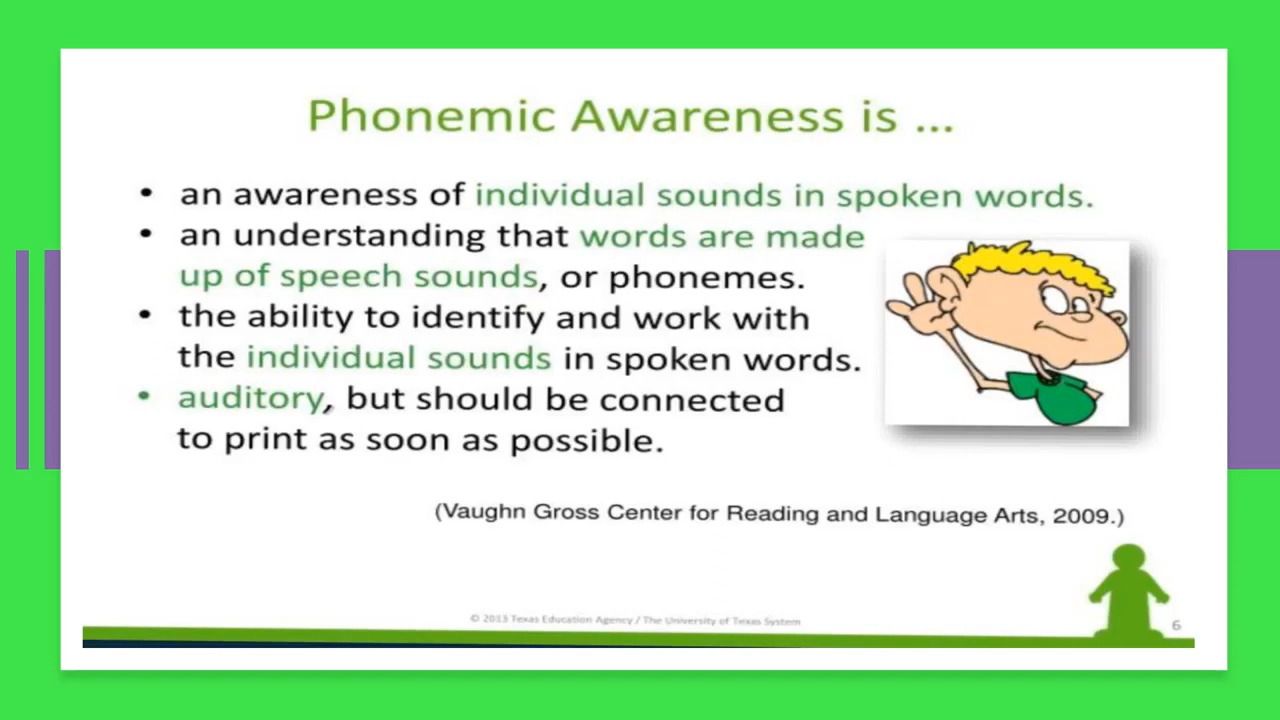 Phonemic Awareness is ...
• an awareness of individual sounds in spoken words.
• an understanding that words are made
up of speech sounds, or phonemes.
• the ability to identify and work with
the individual sounds in spoken words.
• auditory, but should be connected
to print as soon as possible.
(Vaughn Gross Center for Reading and Language Arts, 2009.)
© 2013 Texas Education Agency / The University of Texas System
6